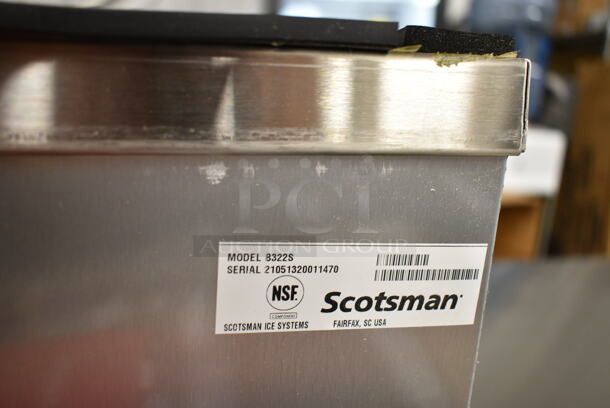 PCI
AUCTION GROUP
MODEL B322S
SERIAL 21051320011470
NSF.
COMPONENT
Scotsman
SCOTSMAN ICE SYSTEMS FAIRFAX, SC USA